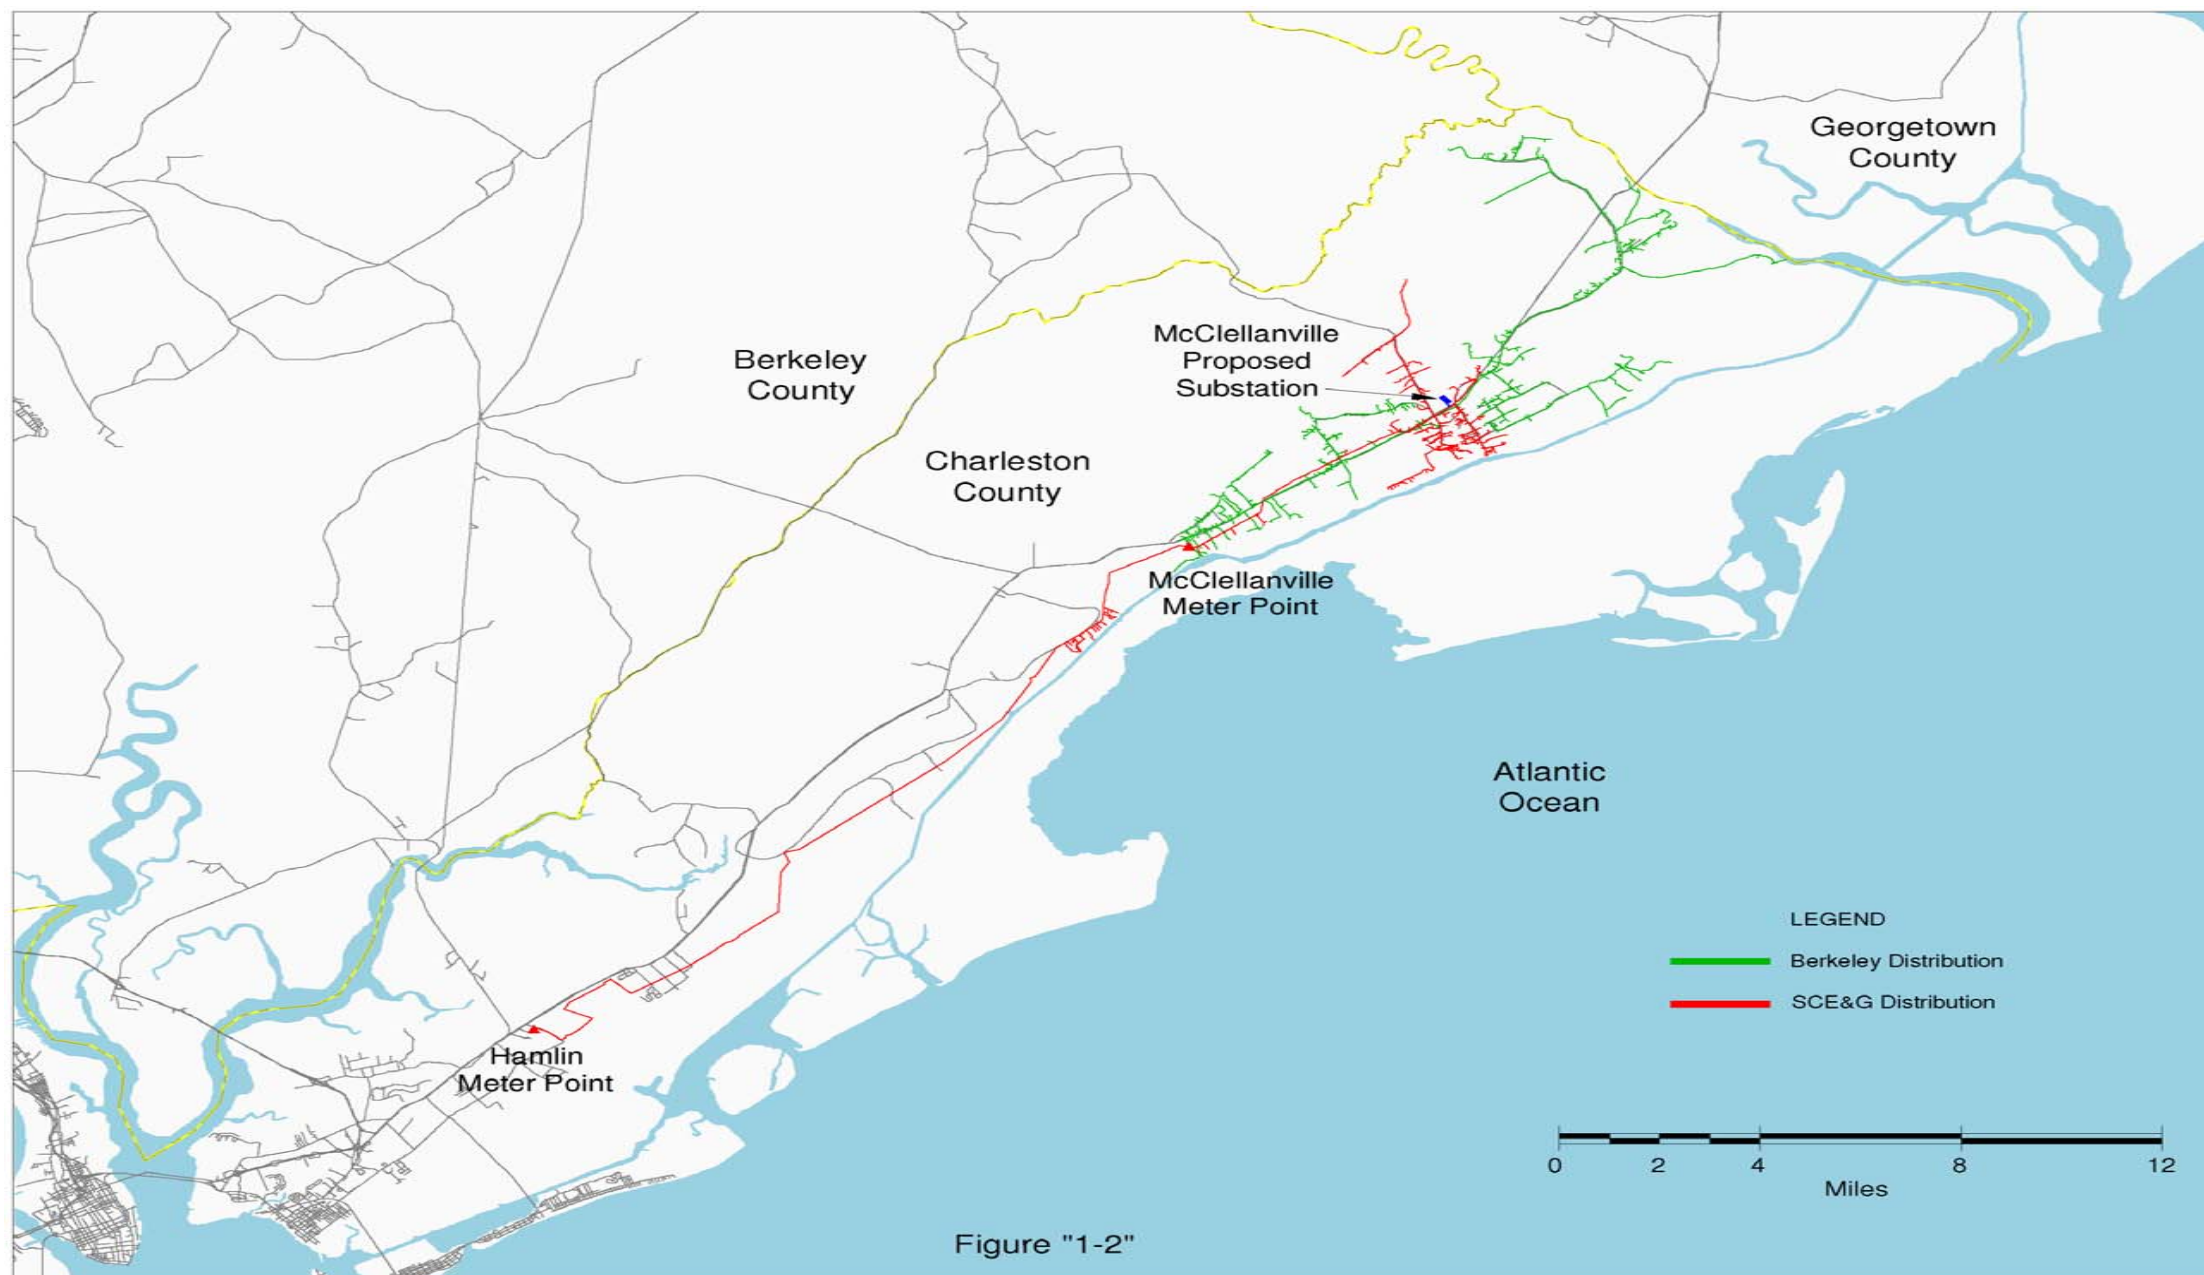 Georgetown
County
McClellanville
Proposed
Substation
Berkeley
County
Charleston
County
McClellanville
Meter Point
Atlantic
Ocean
LEGEND
Berkeley Distribution
SCE&G Distribution
Hamlin
Meter Point
0 2 4 8 12
Miles
Figure "1-2"